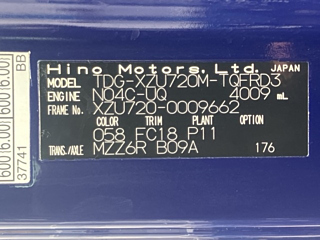 Hino Motors, Ltd. JAPAN
MODEL TDG-XZU720M-TQFRD3
ENGINE N04C-UQ 4009 mL
FRAME No. XZU720-0009662
COLOR TRIM PLANT OPTION
058 FC18 P11
TRANS./AXLE MZZ6R B09A 176
BB
37741